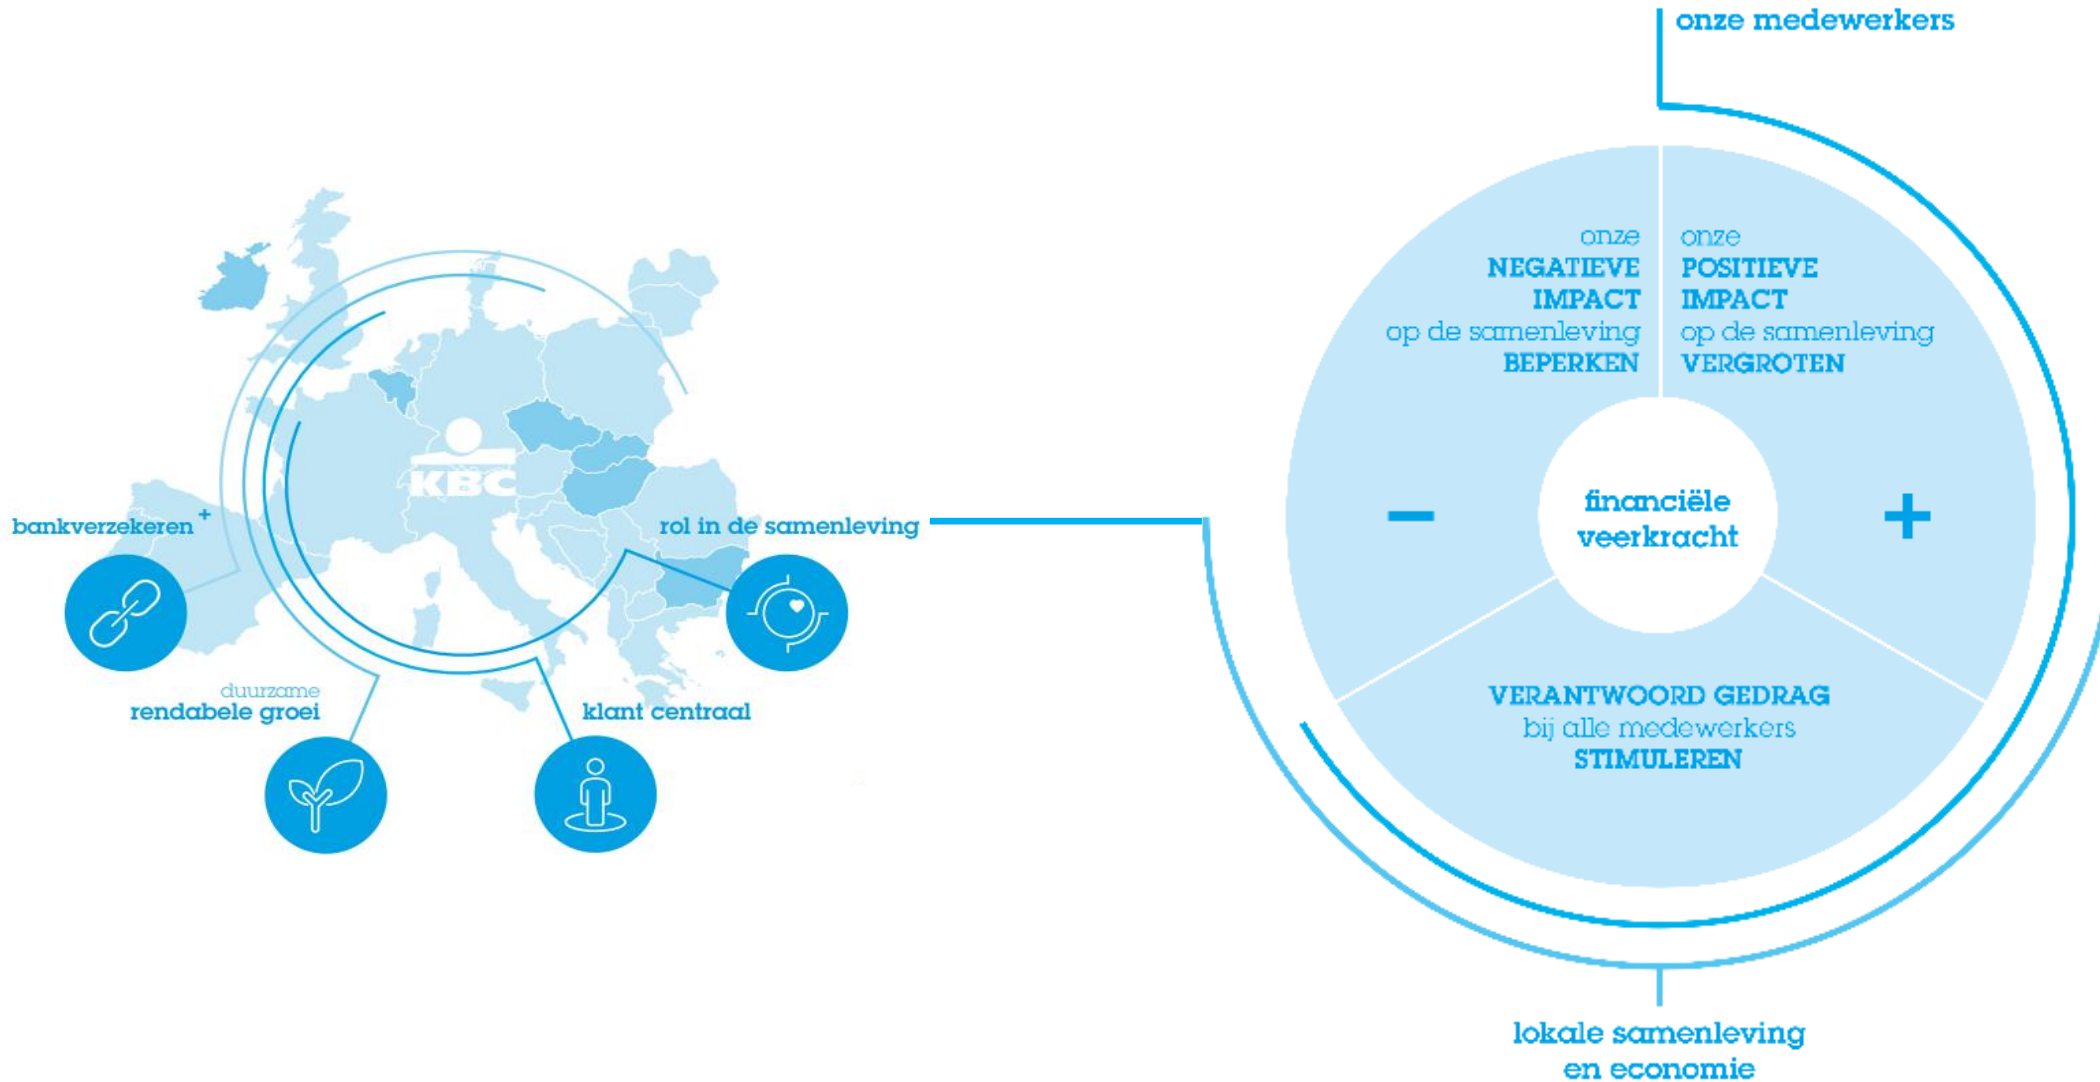 KBC
bankverzekeren +
rol in de samenleving
duurzame
rendabele groei
klant centraal
onze medewerkers
onze
NEGATIEVE
IMPACT
op de samenleving
BEPERKEN
onze
POSITIEVE
IMPACT
op de samenleving
VERGROTEN
−
financiële
veerkracht
+
VERANTWOORD GEDRAG
bij alle medewerkers
STIMULEREN
lokale samenleving
en economie